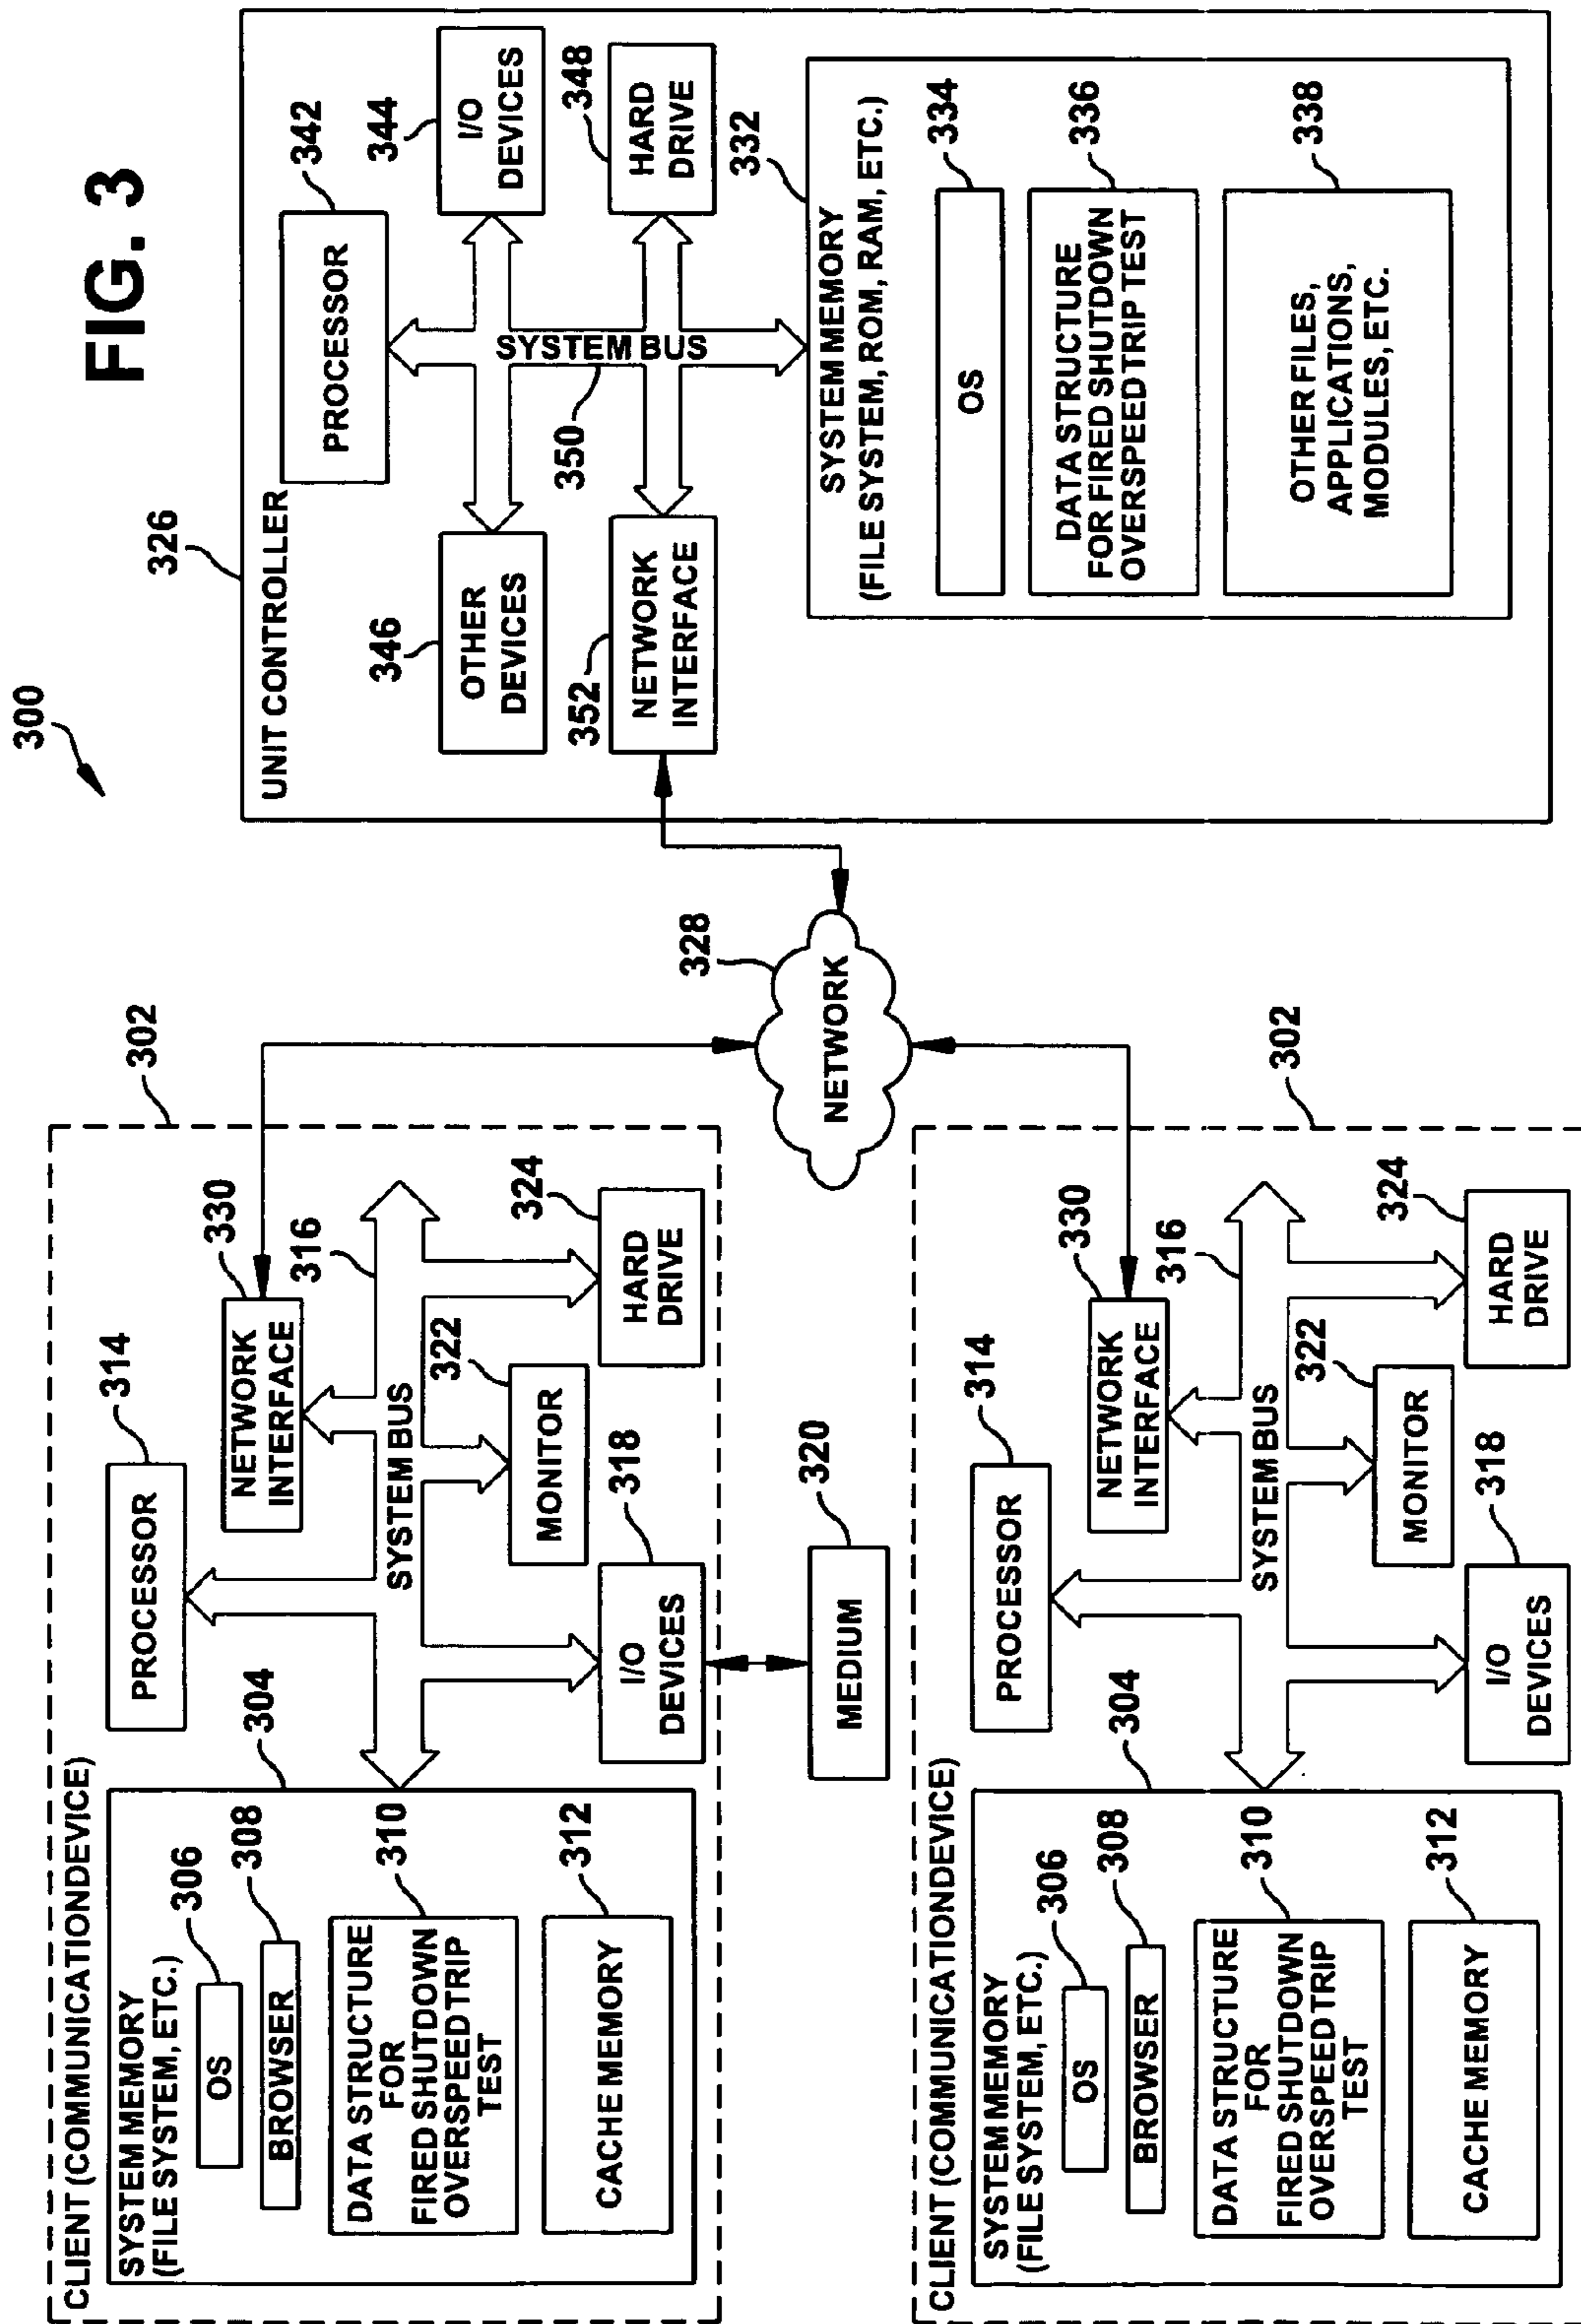 FIG. 3
300
CLIENT (COMMUNICATIONDEVICE)
302
SYSTEM MEMORY
(FILE SYSTEM, ETC.)
304
OS
306
BROWSER
308
DATA STRUCTURE
FOR
FIRED SHUTDOWN
OVERSPEEDTRIP
TEST
310
CACHE MEMORY
312
PROCESSOR
314
NETWORK
INTERFACE
330
316
SYSTEM BUS
MONITOR
322
HARD
DRIVE
324
I/O
DEVICES
318
MEDIUM
320
CLIENT (COMMUNICATIONDEVICE)
302
SYSTEM MEMORY
(FILE SYSTEM, ETC.)
304
OS
306
BROWSER
308
DATA STRUCTURE
FOR
FIRED SHUTDOWN
OVERSPEEDTRIP
TEST
310
CACHE MEMORY
312
PROCESSOR
314
NETWORK
INTERFACE
330
316
SYSTEM BUS
MONITOR
322
HARD
DRIVE
324
I/O
DEVICES
318
NETWORK
328
UNIT CONTROLLER
326
PROCESSOR
342
OTHER
DEVICES
346
I/O
DEVICES
344
SYSTEM BUS
350
NETWORK
INTERFACE
352
HARD
DRIVE
348
SYSTEM MEMORY
(FILE SYSTEM, ROM, RAM, ETC.)
332
OS
334
DATA STRUCTURE
FOR FIRED SHUTDOWN
OVERSPEEDTRIP TEST
336
OTHER FILES,
APPLICATIONS,
MODULES, ETC.
338